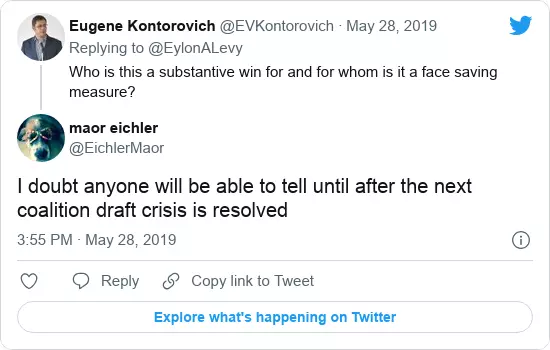 Eugene Kontorovich @EVKontorovich · May 28, 2019
Replying to @EylonALevy
Who is this a substantive win for and for whom is it a face saving
measure?
maor eichler
@EichlerMaor
I doubt anyone will be able to tell until after the next
coalition draft crisis is resolved
3:55 PM · May 28, 2019
Reply
Copy link to Tweet
Explore what's happening on Twitter